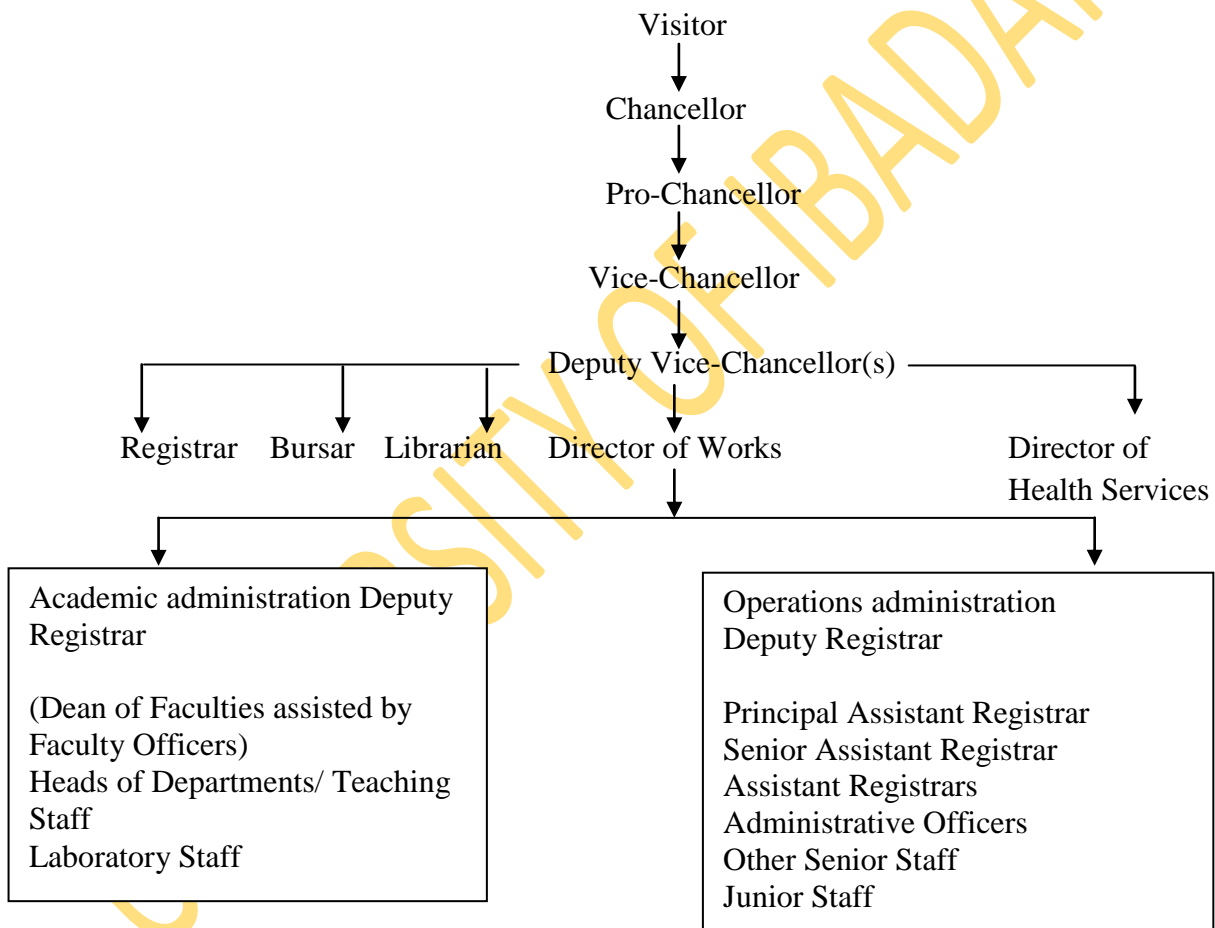 Visitor
Chancellor
Pro-Chancellor
Vice-Chancellor
Deputy Vice-Chancellor(s)
Registrar Bursar Librarian Director of Works Director of
Health Services
Academic administration Deputy
Registrar
(Dean of Faculties assisted by
Faculty Officers)
Heads of Departments/ Teaching
Staff
Laboratory Staff
Operations administration
Deputy Registrar
Principal Assistant Registrar
Senior Assistant Registrar
Assistant Registrars
Administrative Officers
Other Senior Staff
Junior Staff
OF